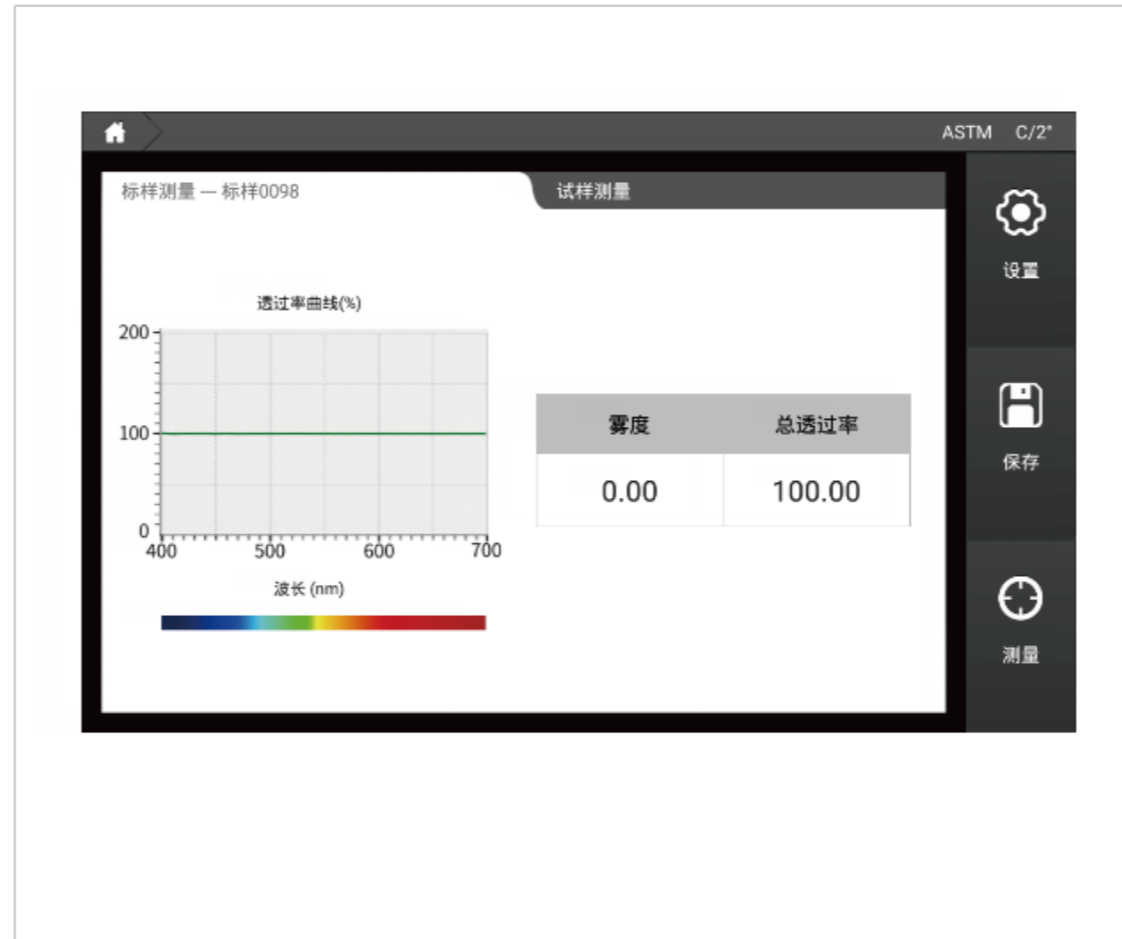 ASTM C/2°
标样测量 — 标样0098
试样测量
设置
透过率曲线(%)
200
100
0
400 500 600 700
波长 (nm)
雾度 总透过率
0.00 100.00
保存
测量